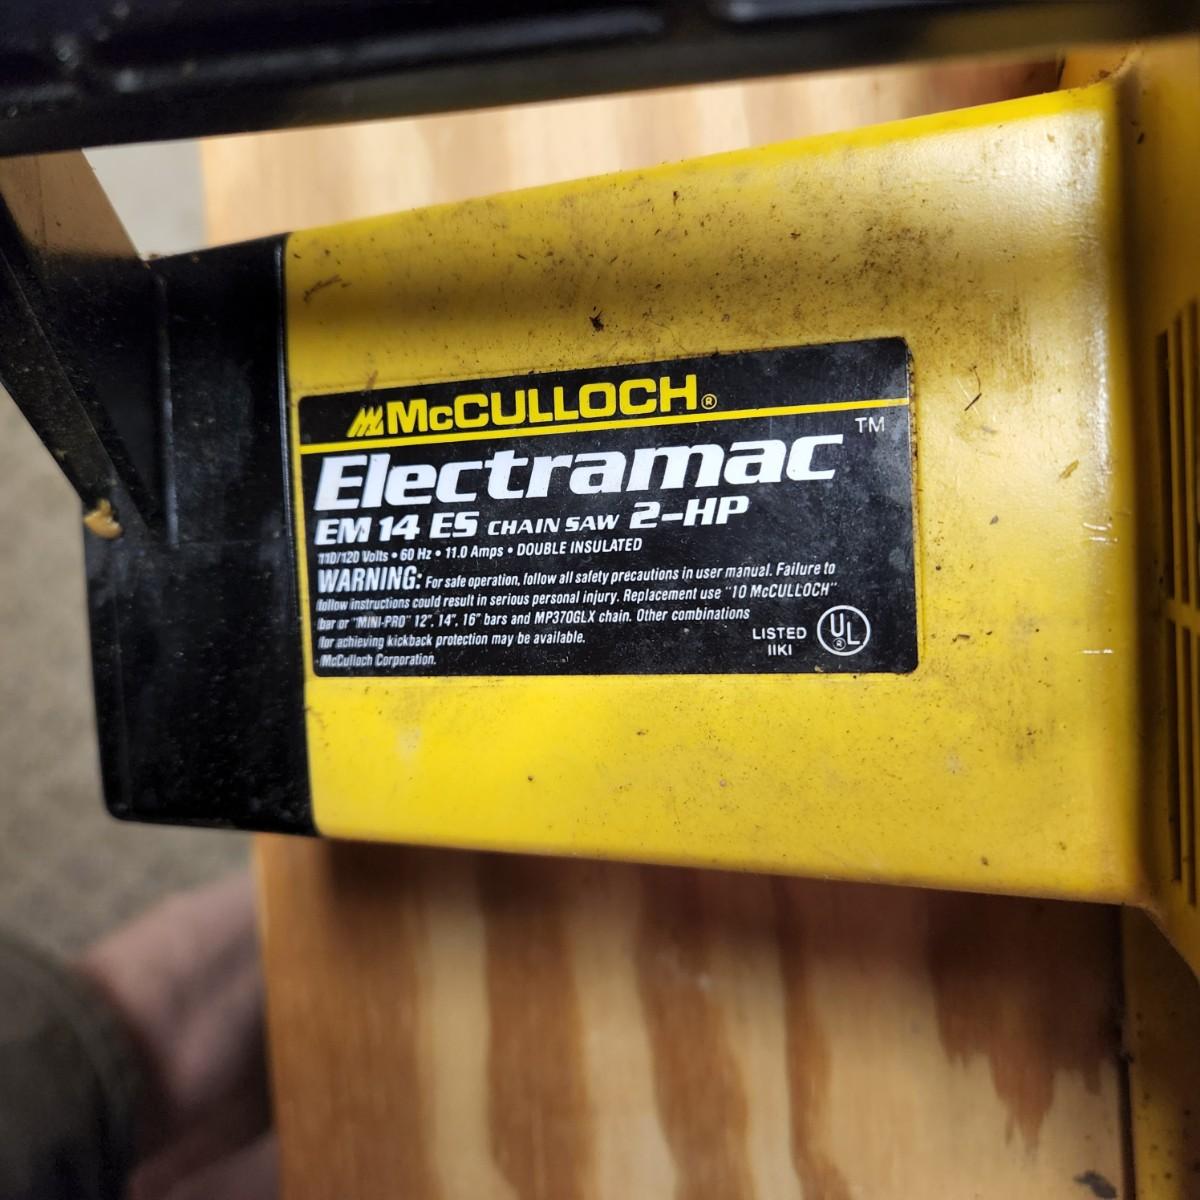 McCULLOCH®
Electramac™
EM 14 ES CHAIN SAW 2-HP
110/120 Volts • 60 Hz • 11.0 Amps • DOUBLE INSULATED
WARNING: For safe operation, follow all safety precautions in user manual. Failure to
follow instructions could result in serious personal injury. Replacement use "10 McCULLOCH"
bar or "MINI-PRO" 12", 14", 16" bars and MP370GLX chain. Other combinations
for achieving kickback protection may be available.
McCulloch Corporation.
LISTED
IIKI
UL®